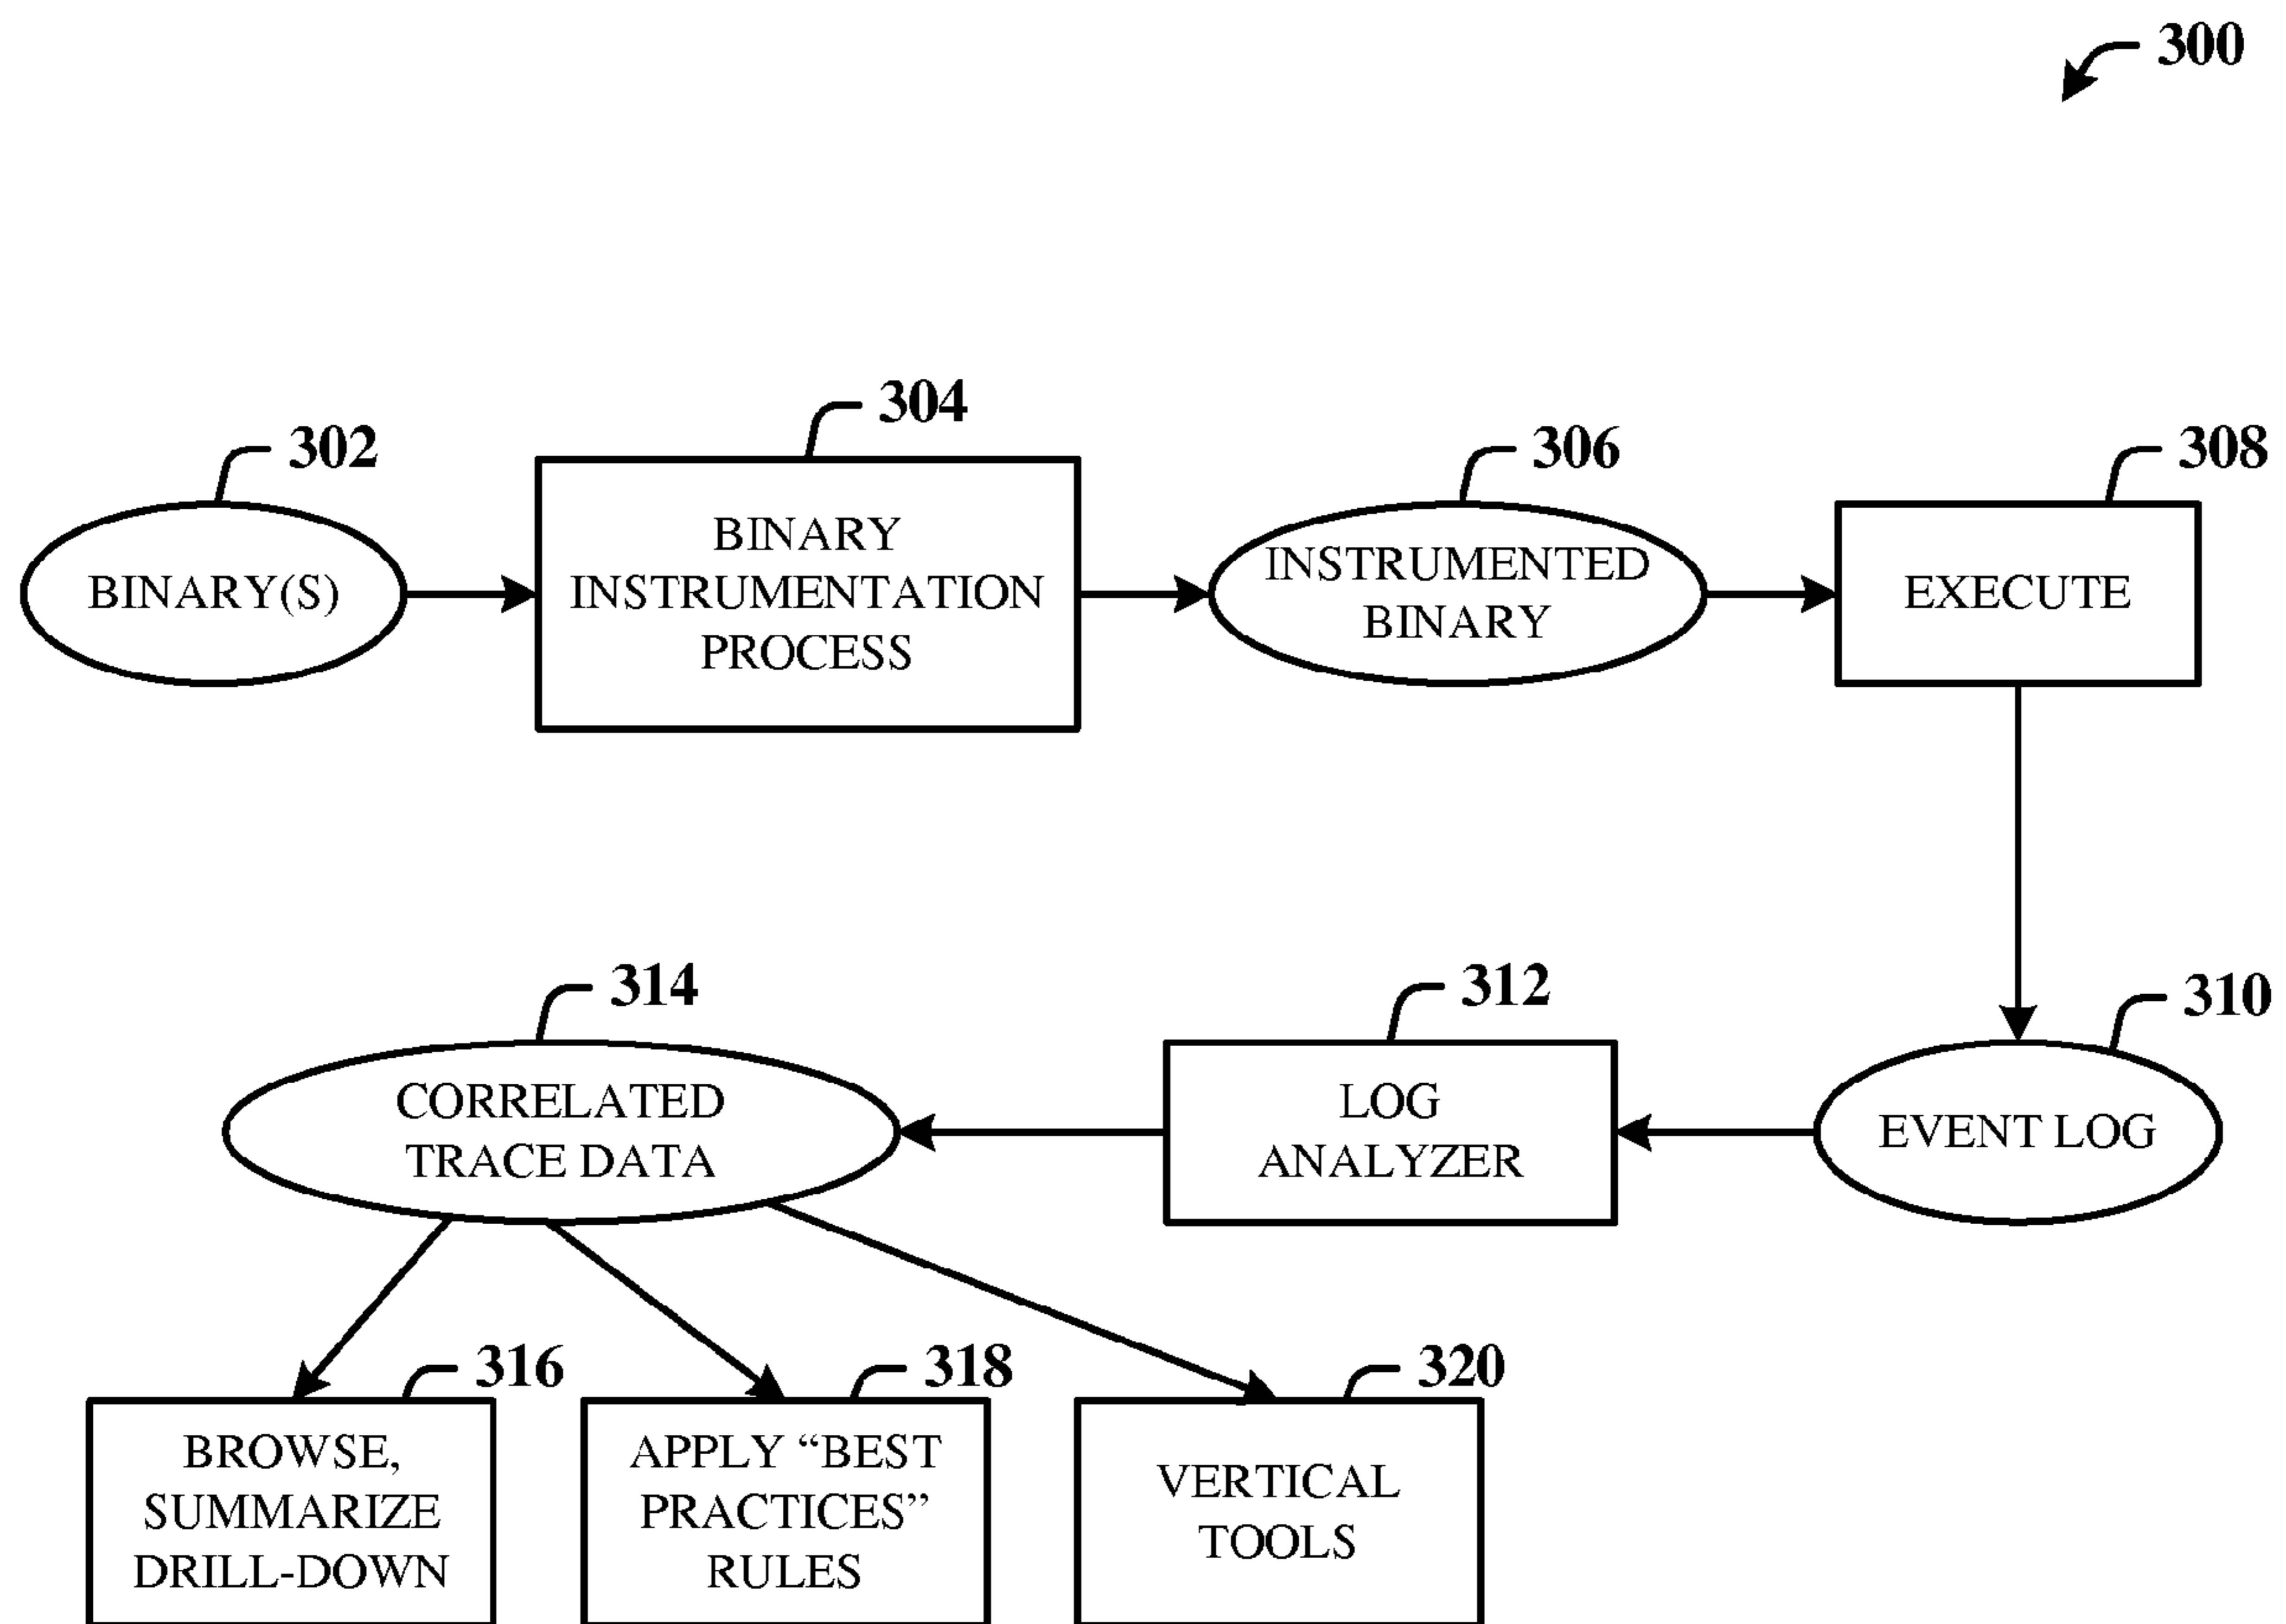 300
302
304
306
308
BINARY(S)
BINARY
INSTRUMENTATION
PROCESS
INSTRUMENTED
BINARY
EXECUTE
314
312
310
CORRELATED
TRACE DATA
LOG
ANALYZER
EVENT LOG
316
318
320
BROWSE,
SUMMARIZE
DRILL-DOWN
APPLY “BEST
PRACTICES”
RULES
VERTICAL
TOOLS